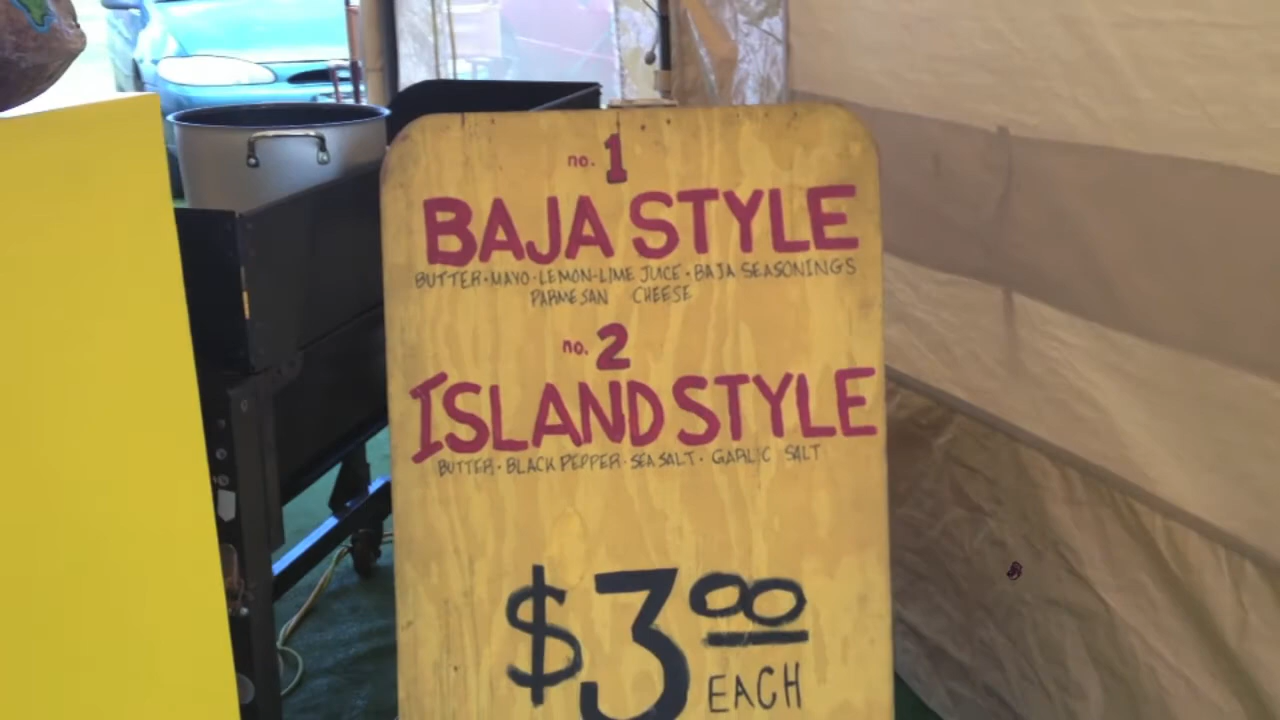 no. 1
BAJA STYLE
BUTTER · MAYO · LEMON-LIME JUICE · BAJA SEASONINGS
PARMESAN CHEESE
no. 2
ISLAND STYLE
BUTTER · BLACK PEPPER · SEA SALT · GARLIC SALT
$3.00
EACH